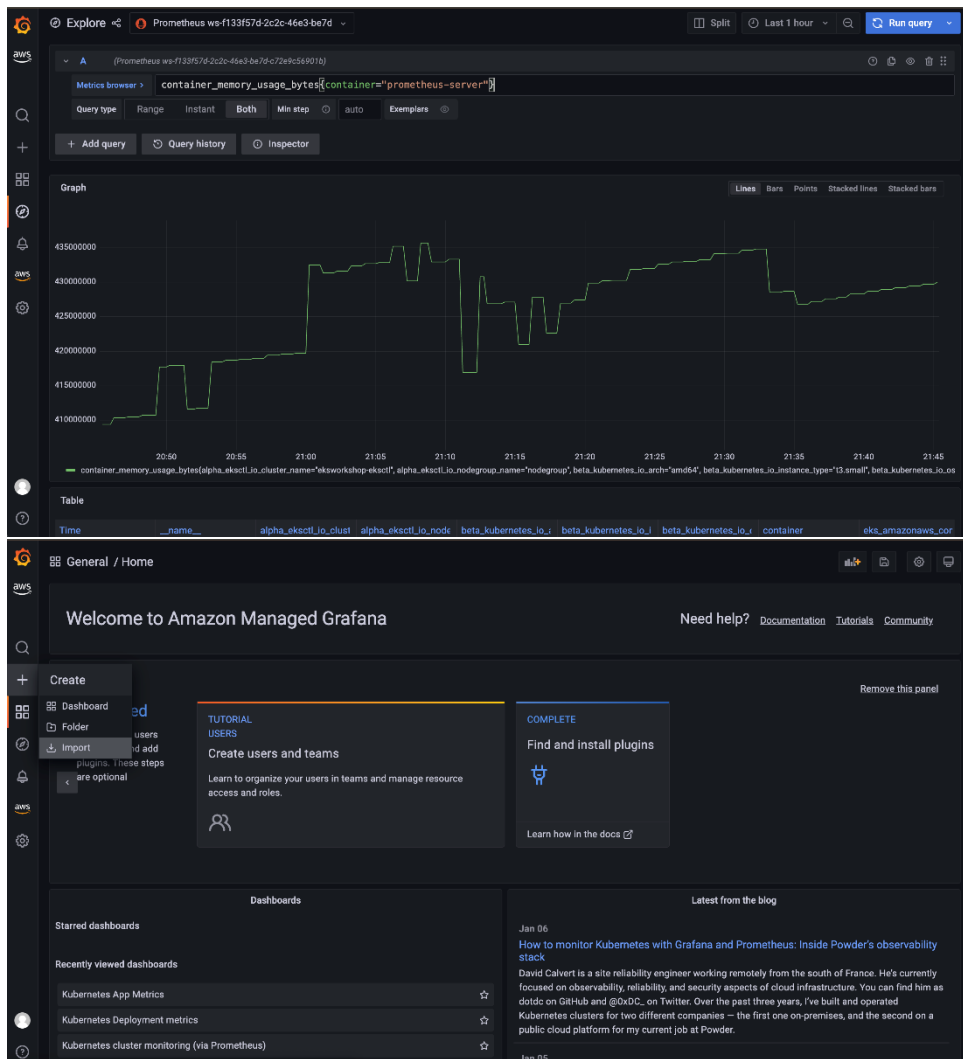 Explore
Prometheus ws-f133f57d-2c2c-46e3-be7d
Split
Last 1 hour
Run query
aws
A
(Prometheus ws-f133f57d-2c2c-46e3-be7d-c72e9c56901b)
Metrics browser >
container_memory_usage_bytes{container="prometheus-server"}
Query type
Range
Instant
Both
Min step
auto
Exemplars
+ Add query
Query history
Inspector
Graph
Lines
Bars
Points
Stacked lines
Stacked bars
435000000
430000000
425000000
420000000
415000000
410000000
aws
20:50
20:55
21:00
21:05
21:10
21:15
21:20
21:25
21:30
21:35
21:40
21:45
container_memory_usage_bytes{alpha_eksctl_io_cluster_name="eksworkshop-eksctl", alpha_eksctl_io_nodegroup_name="nodegroup", beta_kubernetes_io_arch="amd64", beta_kubernetes_io_instance_type="t3.small", beta_kubernetes_io_os
Table
Time
__name__
alpha_eksctl_io_clust
alpha_eksctl_io_node
beta_kubernetes_io_a
beta_kubernetes_io_i
beta_kubernetes_io_o
container
eks_amazonaws_com
General / Home
aws
Welcome to Amazon Managed Grafana
Need help?
Documentation
Tutorials
Community
Create
Dashboard
Folder
Import
Remove this panel
ed
users
nd add
plugins. These steps
are optional
TUTORIAL
USERS
Create users and teams
Learn to organize your users in teams and manage resource
access and roles.
COMPLETE
Find and install plugins
Learn how in the docs
aws
Dashboards
Starred dashboards
Recently viewed dashboards
Kubernetes App Metrics
Kubernetes Deployment metrics
Kubernetes cluster monitoring (via Prometheus)
Latest from the blog
Jan 06
How to monitor Kubernetes with Grafana and Prometheus: Inside Powder's observability
stack
David Calvert is a site reliability engineer working remotely from the south of France. He's currently
focused on observability, reliability, and security aspects of cloud infrastructure. You can find him as
dotdc on GitHub and @0xDC_ on Twitter. Over the past three years, I've built and operated
Kubernetes clusters for two different companies — the first one on-premises, and the second on a
public cloud platform for my current job at Powder.
Jan 05